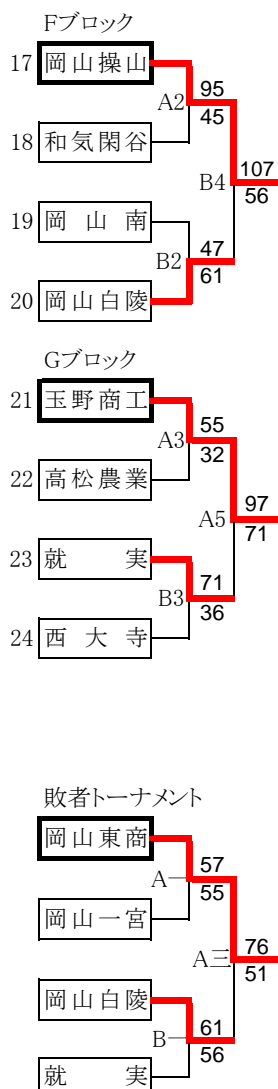 Fブロック
17 岡山操山
A2 95
45
18 和気閑谷
B4 107
56
19 岡山南
B2 47
61
20 岡山白陵
Gブロック
21 玉野商工
A3 55
32
22 高松農業
A5 97
71
23 就実
B3 71
36
24 西大寺
敗者トーナメント
岡山東商
A一 57
55
岡山一宮
A三 76
51
岡山白陵
B一 61
56
就実